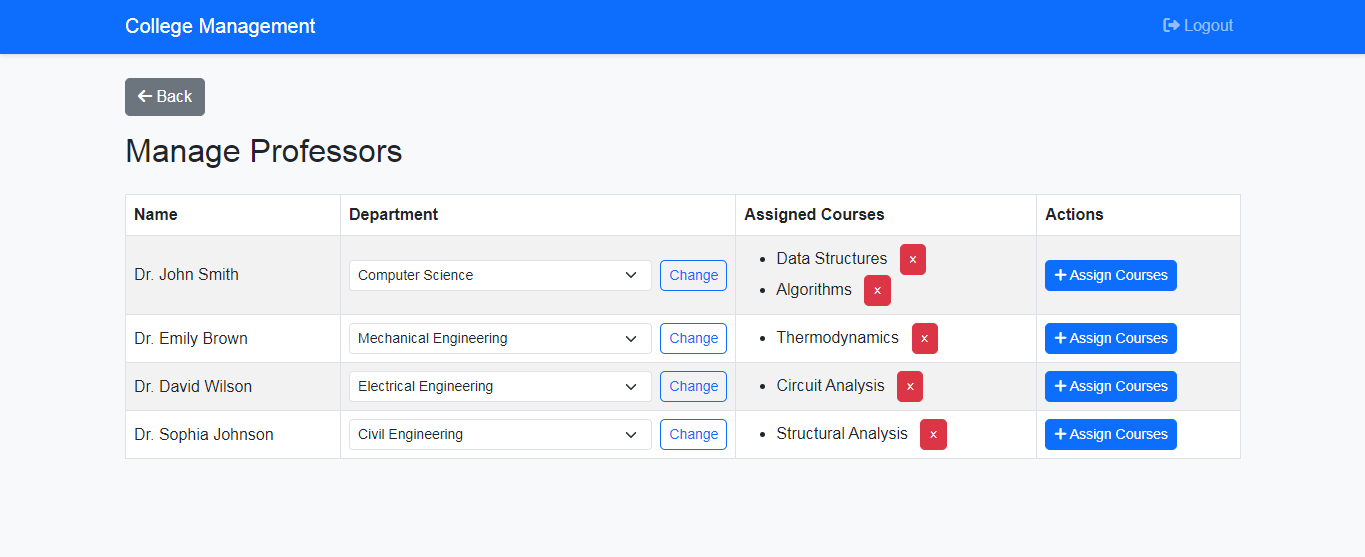 College Management Logout
Back
Manage Professors
Name Department Assigned Courses Actions
Dr. John Smith Computer Science Change Data Structures x Assign Courses
Algorithms x
Dr. Emily Brown Mechanical Engineering Change Thermodynamics x Assign Courses
Dr. David Wilson Electrical Engineering Change Circuit Analysis x Assign Courses
Dr. Sophia Johnson Civil Engineering Change Structural Analysis x Assign Courses